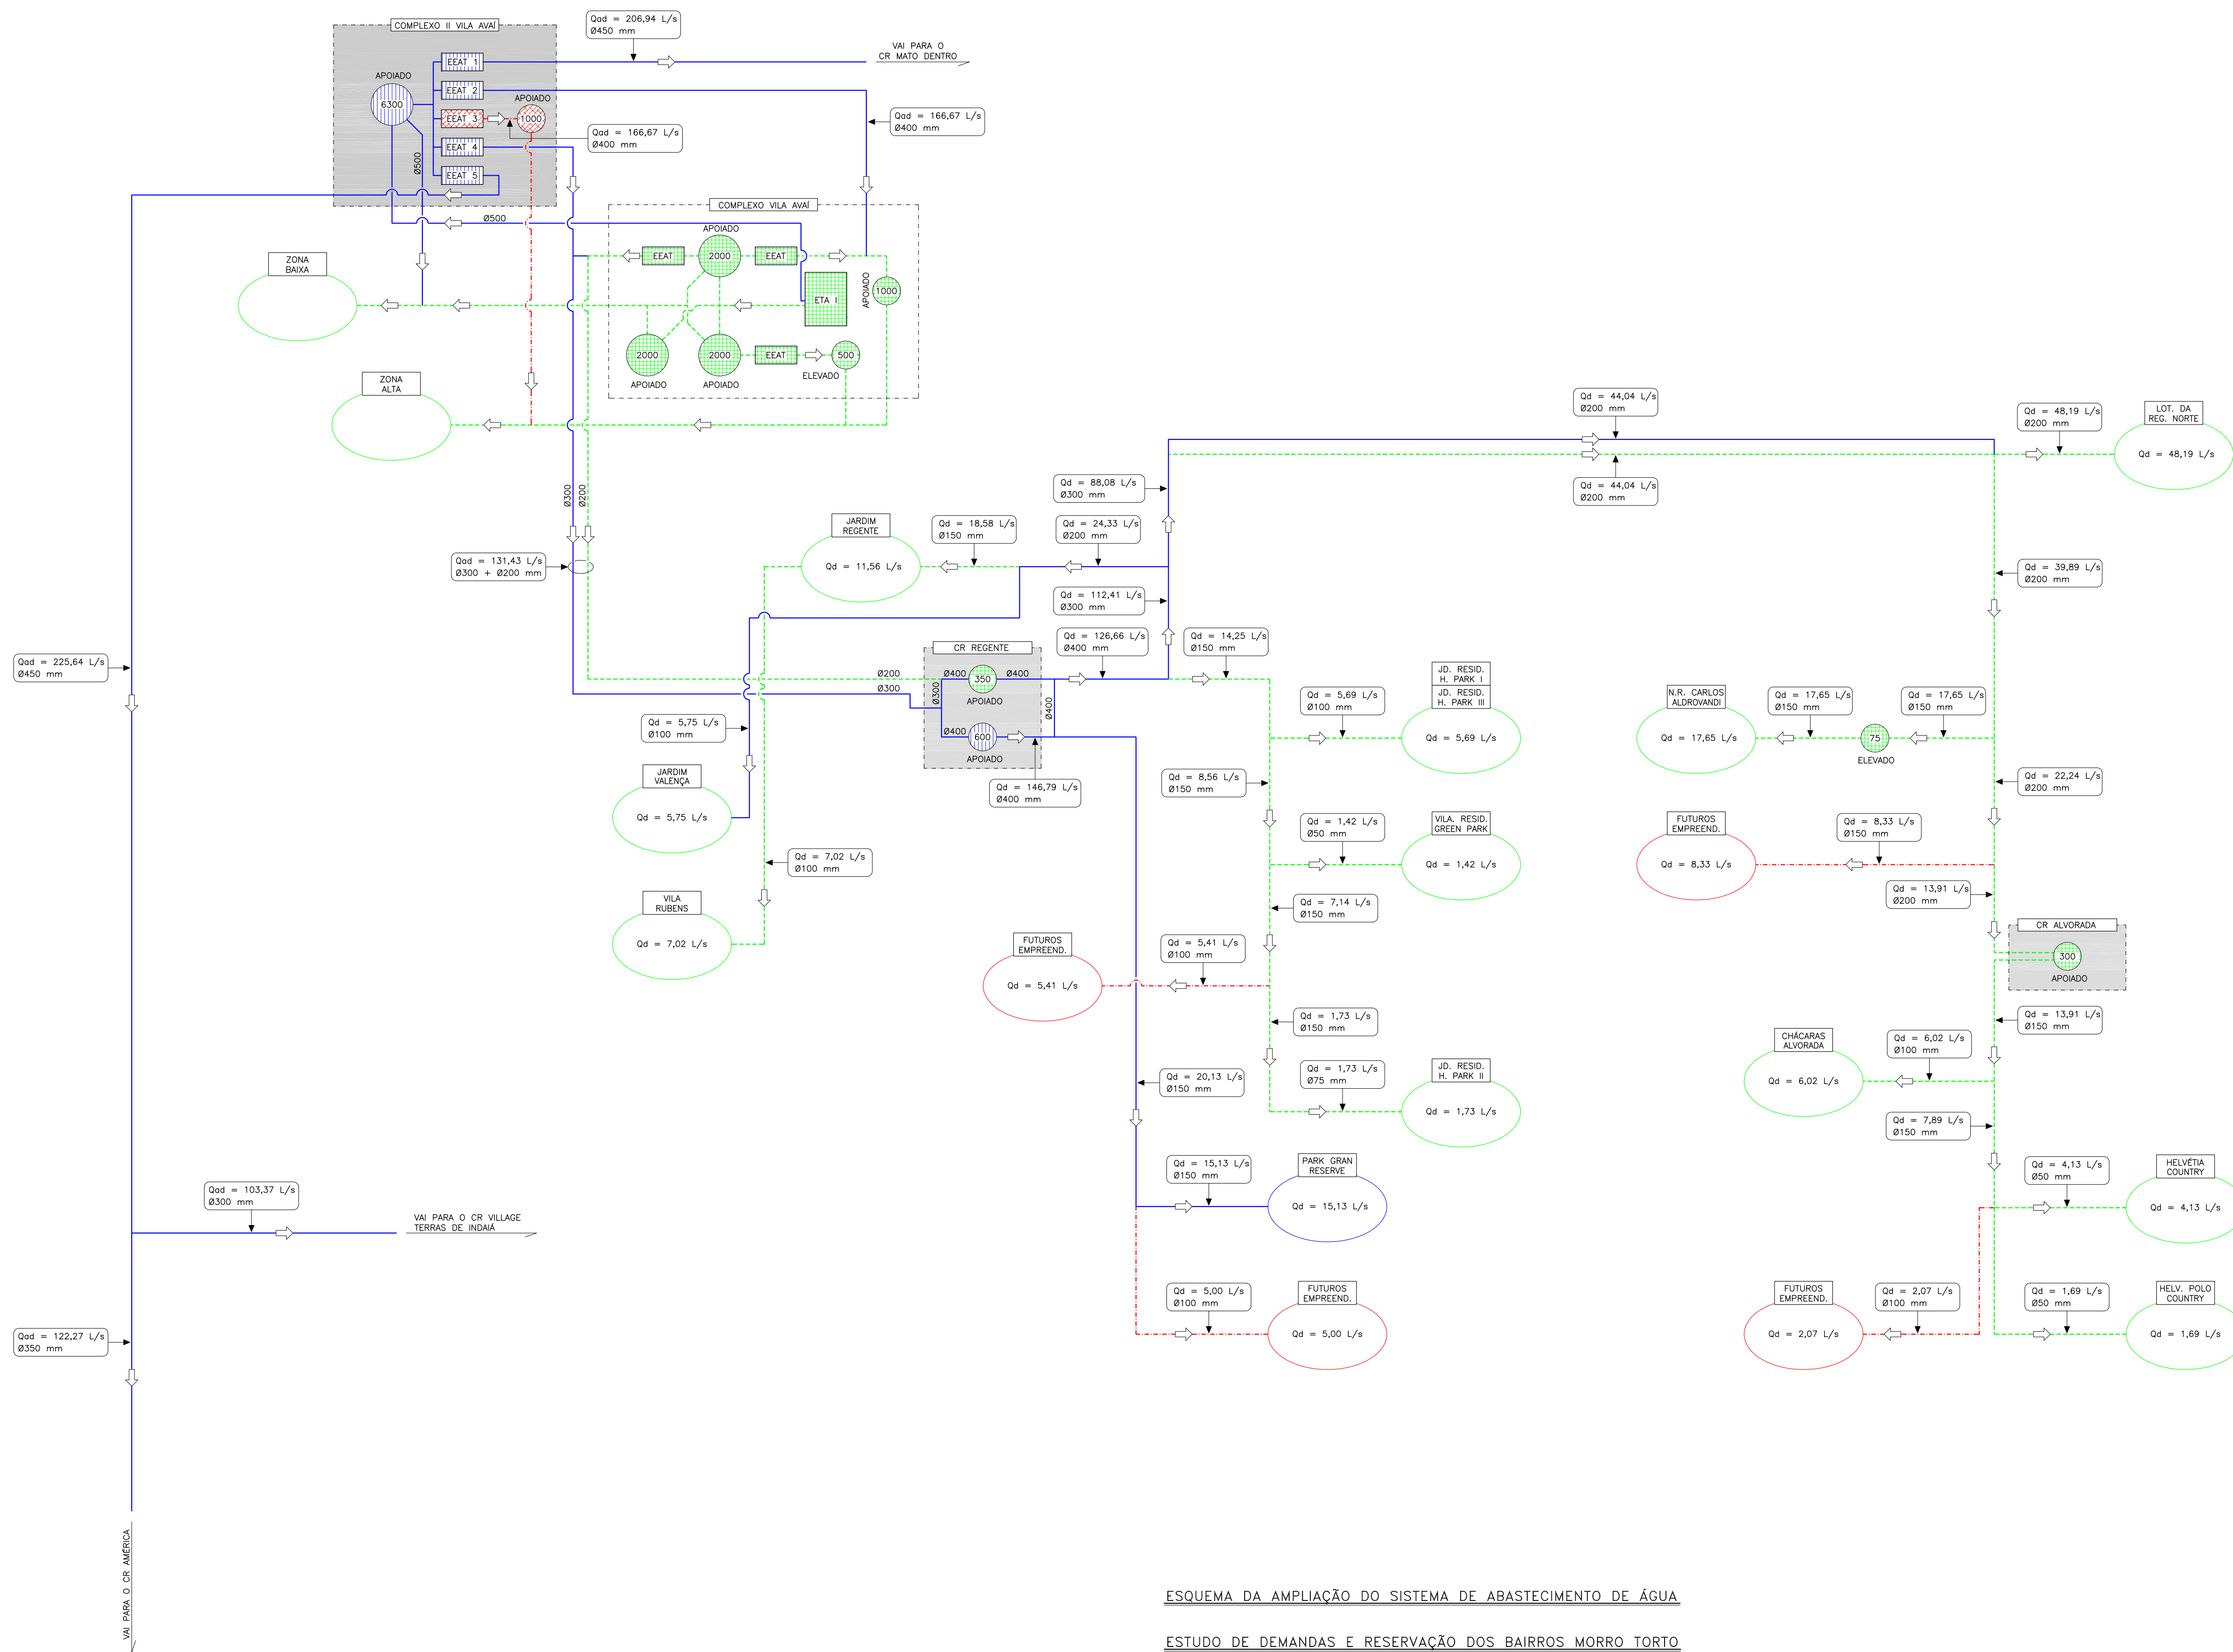 COMPLEXO II VILA AVAÍ
Qad = 206,94 L/s
Ø450 mm
VAI PARA O
CR MATO DENTRO
EEAT 1
APOIADO
6300
EEAT 2
APOIADO
EEAT 3
1000
Qad = 166,67 L/s
Ø400 mm
Qad = 166,67 L/s
Ø400 mm
EEAT 4
Ø500
EEAT 5
COMPLEXO VILA AVAÍ
Ø500
APOIADO
EEAT
2000
EEAT
ETA I
APOIADO
1000
2000
APOIADO
2000
APOIADO
EEAT
500
ELEVADO
ZONA
BAIXA
ZONA
ALTA
Qd = 44,04 L/s
Ø200 mm
Qd = 48,19 L/s
Ø200 mm
LOT. DA
REG. NORTE
Qd = 48,19 L/s
Qd = 44,04 L/s
Ø200 mm
Qd = 88,08 L/s
Ø300 mm
Ø300
Ø200
JARDIM
REGENTE
Qd = 11,56 L/s
Qd = 18,58 L/s
Ø150 mm
Qd = 24,33 L/s
Ø200 mm
Qad = 131,43 L/s
Ø300 + Ø200 mm
Qd = 39,89 L/s
Ø200 mm
Qd = 112,41 L/s
Ø300 mm
Qad = 225,64 L/s
Ø450 mm
CR REGENTE
Qd = 126,66 L/s
Ø400 mm
Qd = 14,25 L/s
Ø150 mm
Ø200
Ø300
Ø400
350
Ø400
APOIADO
Ø300
Ø400
Ø400
600
APOIADO
Qd = 146,79 L/s
Ø400 mm
JD. RESID.
H. PARK I
JD. RESID.
H. PARK III
Qd = 5,69 L/s
Ø100 mm
Qd = 5,69 L/s
N.R. CARLOS
ALDROVANDI
Qd = 17,65 L/s
Qd = 17,65 L/s
Ø150 mm
Qd = 17,65 L/s
Ø150 mm
75
ELEVADO
Qd = 5,75 L/s
Ø100 mm
JARDIM
VALENÇA
Qd = 5,75 L/s
Qd = 8,56 L/s
Ø150 mm
Qd = 22,24 L/s
Ø200 mm
Qd = 1,42 L/s
Ø50 mm
VILA. RESID.
GREEN PARK
Qd = 1,42 L/s
FUTUROS
EMPREEND.
Qd = 8,33 L/s
Qd = 8,33 L/s
Ø150 mm
Qd = 7,02 L/s
Ø100 mm
VILA
RUBENS
Qd = 7,02 L/s
Qd = 7,14 L/s
Ø150 mm
Qd = 13,91 L/s
Ø200 mm
CR ALVORADA
300
APOIADO
FUTUROS
EMPREEND.
Qd = 5,41 L/s
Qd = 5,41 L/s
Ø100 mm
Qd = 1,73 L/s
Ø150 mm
Qd = 13,91 L/s
Ø150 mm
CHÁCARAS
ALVORADA
Qd = 6,02 L/s
Qd = 6,02 L/s
Ø100 mm
Qd = 20,13 L/s
Ø150 mm
Qd = 1,73 L/s
Ø75 mm
JD. RESID.
H. PARK II
Qd = 1,73 L/s
Qd = 7,89 L/s
Ø150 mm
Qd = 15,13 L/s
Ø150 mm
PARK GRAN
RESERVE
Qd = 15,13 L/s
Qd = 4,13 L/s
Ø50 mm
HELVÉTIA
COUNTRY
Qd = 4,13 L/s
Qad = 103,37 L/s
Ø300 mm
VAI PARA O CR VILLAGE
TERRAS DE INDAIÁ
Qd = 5,00 L/s
Ø100 mm
FUTUROS
EMPREEND.
Qd = 5,00 L/s
FUTUROS
EMPREEND.
Qd = 2,07 L/s
Qd = 2,07 L/s
Ø100 mm
Qd = 1,69 L/s
Ø50 mm
HELV. POLO
COUNTRY
Qd = 1,69 L/s
Qad = 122,27 L/s
Ø350 mm
VAI PARA O CR AMÉRICA
ESQUEMA DA AMPLIAÇÃO DO SISTEMA DE ABASTECIMENTO DE ÁGUA
ESTUDO DE DEMANDAS E RESERVAÇÃO DOS BAIRROS MORRO TORTO